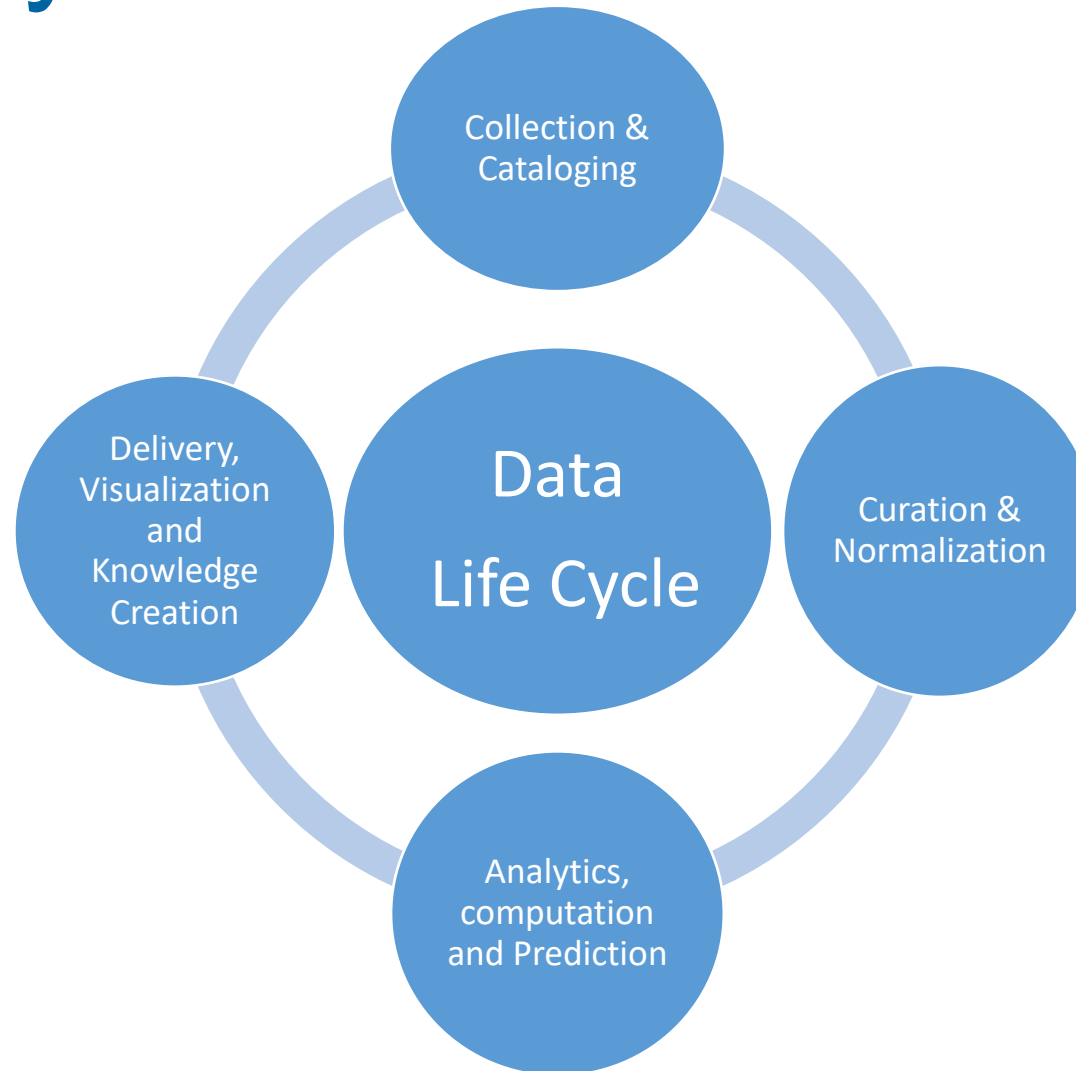 Collection &
Cataloging
Data
Life Cycle
Curation &
Normalization
Analytics,
computation
and Prediction
Delivery,
Visualization
and
Knowledge
Creation